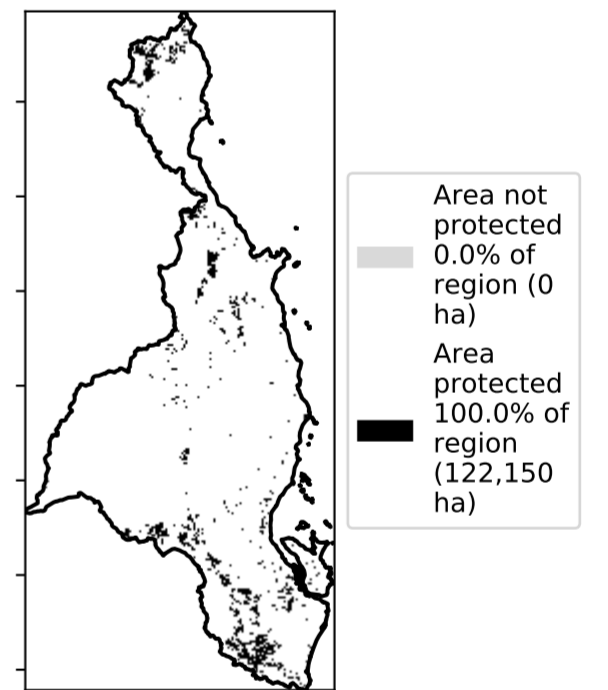 Area not
protected
0.0% of
region (0
ha)
Area
protected
100.0% of
region
(122,150
ha)